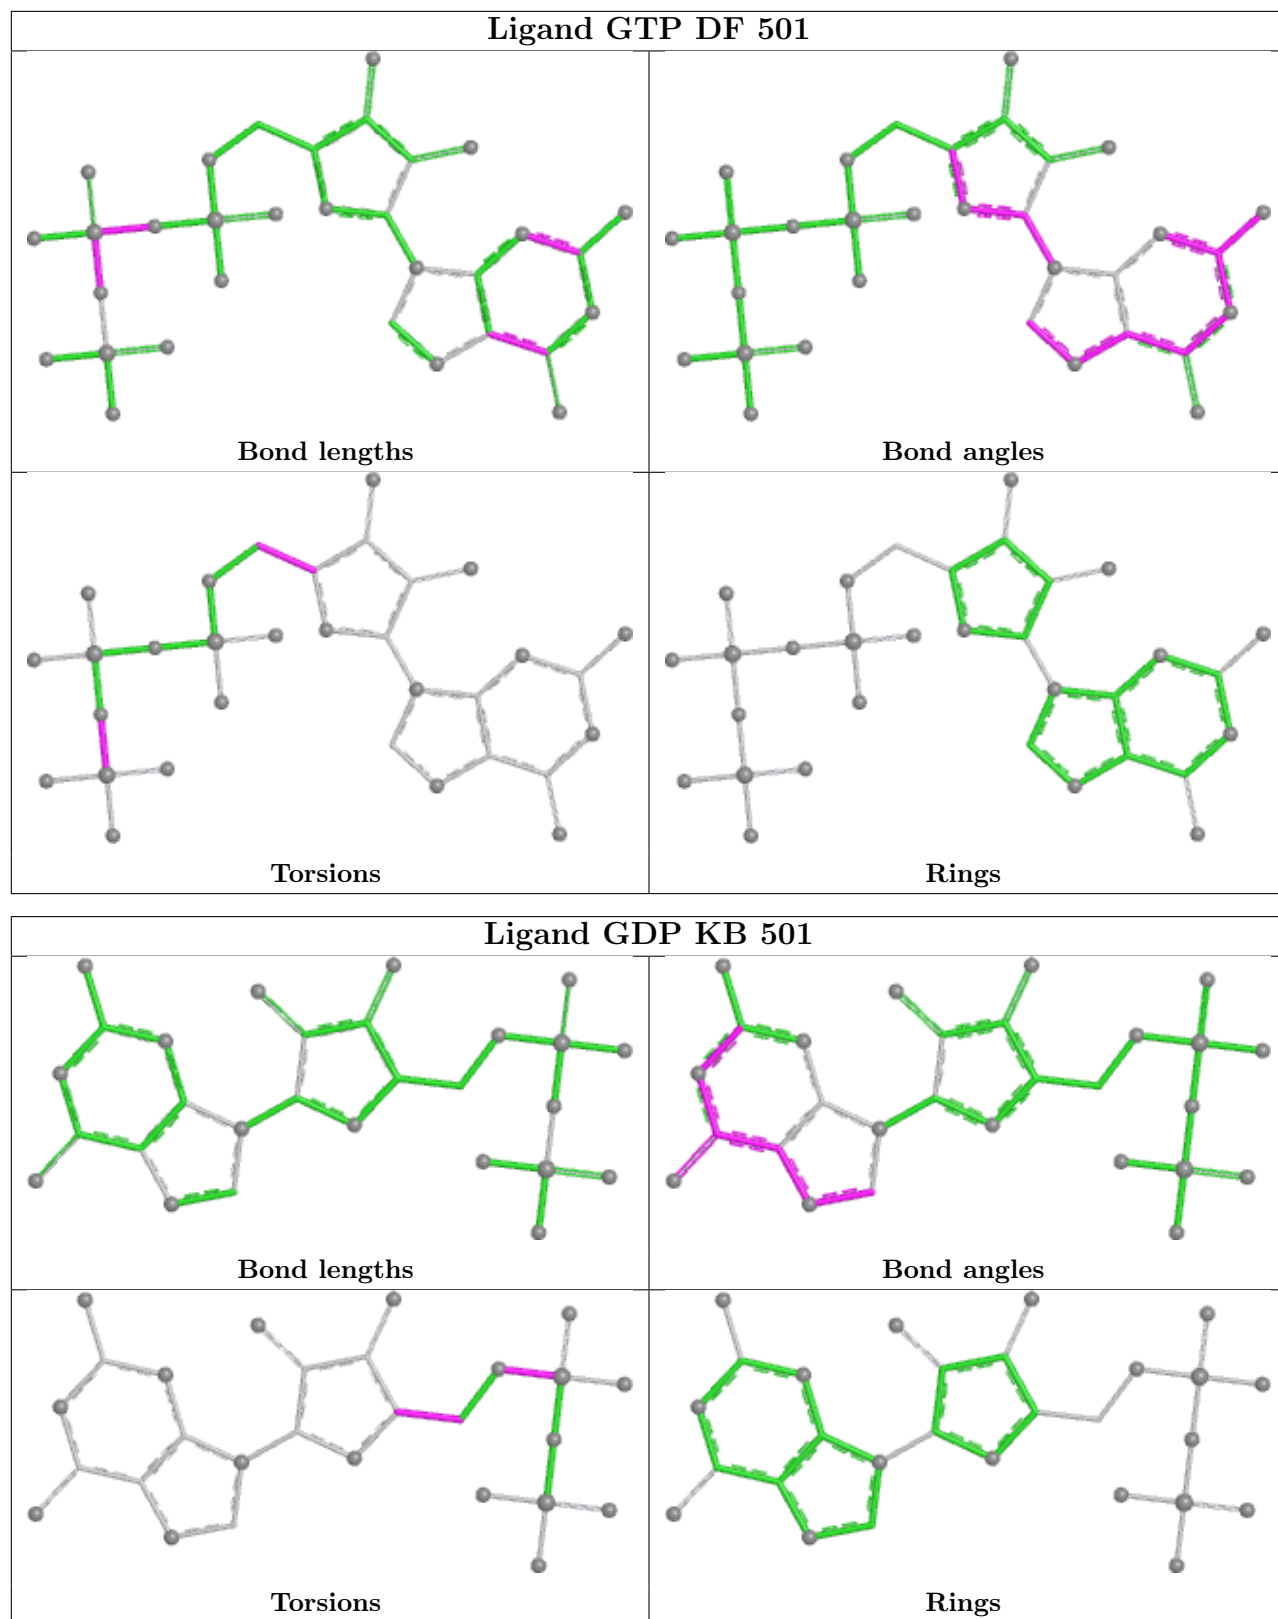 Ligand GTP DF 501
Bond lengths
Bond angles
Torsions
Rings
Ligand GDP KB 501
Bond lengths
Bond angles
Torsions
Rings